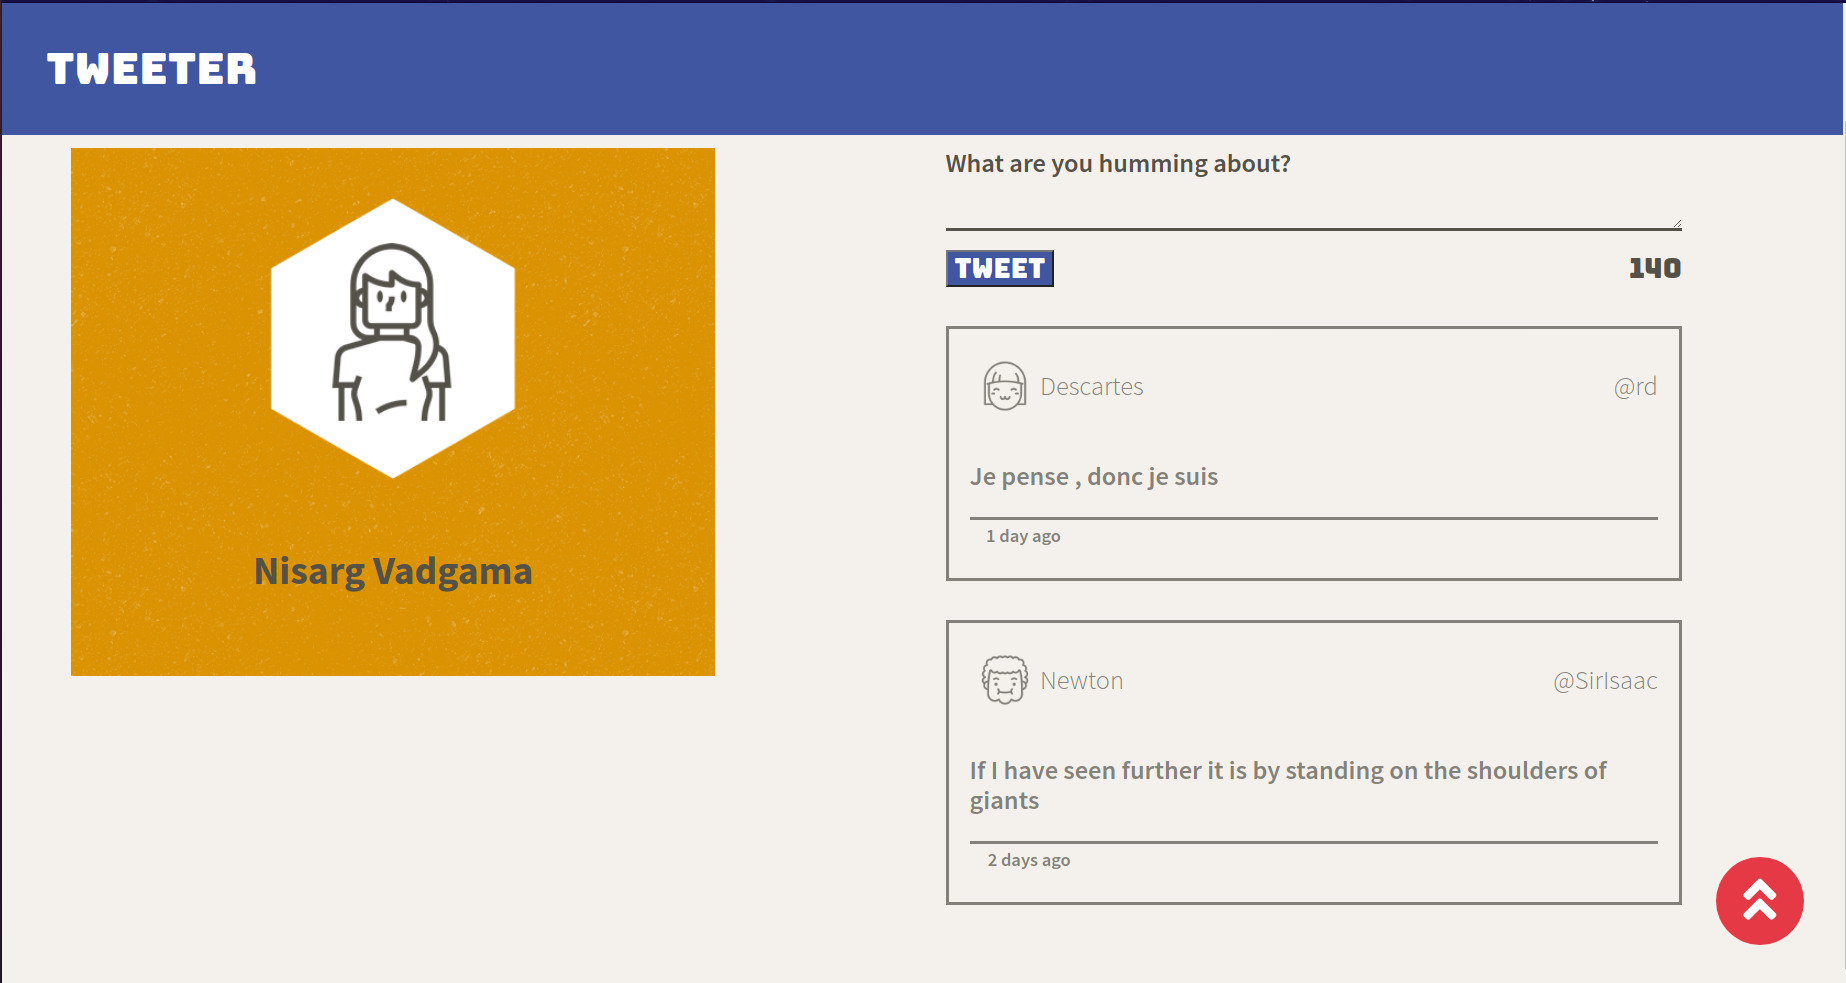 TWEETER
Nisarg Vadgama
What are you humming about?
TWEET
140
Descartes
@rd
Je pense , donc je suis
1 day ago
Newton
@SirIsaac
If I have seen further it is by standing on the shoulders of
giants
2 days ago